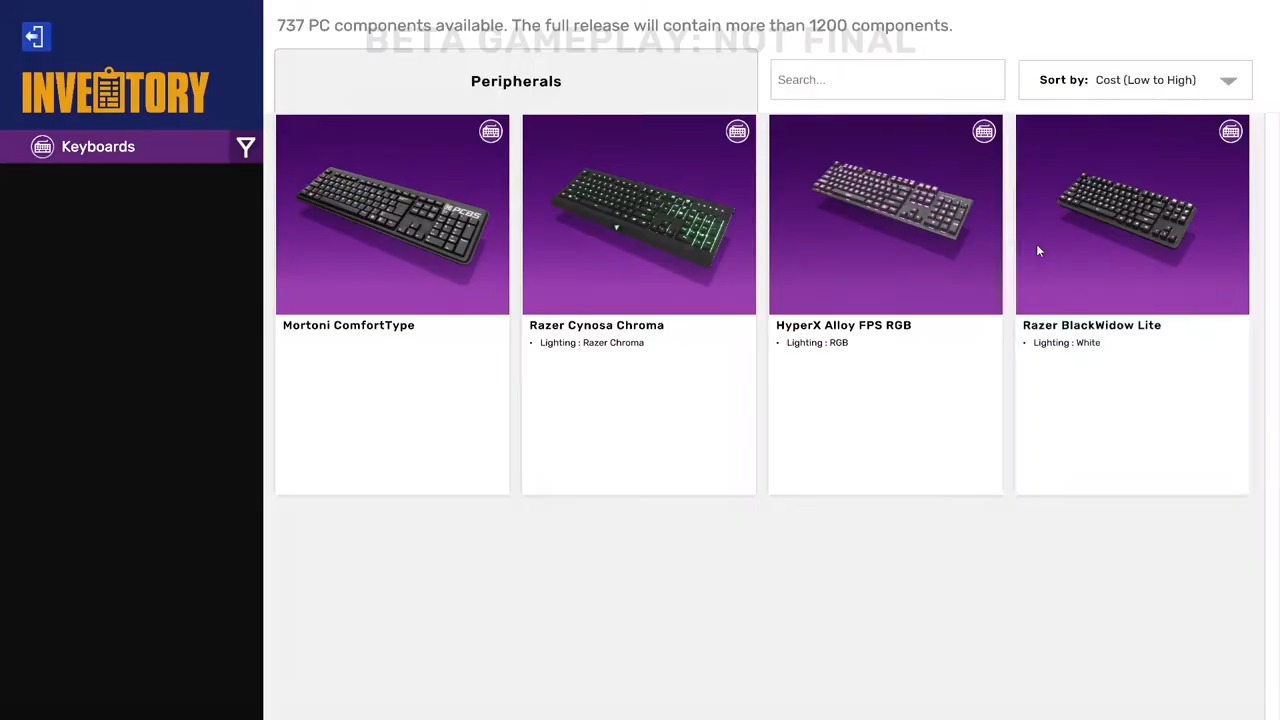 737 PC components available. The full release will contain more than 1200 components.
BETA GAMEPLAY: NOT FINAL
INVENTORY
Peripherals
Search...
Sort by: Cost (Low to High)
Keyboards
PCBS
Mortoni ComfortType
Razer Cynosa Chroma
• Lighting : Razer Chroma
HyperX Alloy FPS RGB
• Lighting : RGB
Razer BlackWidow Lite
• Lighting : White